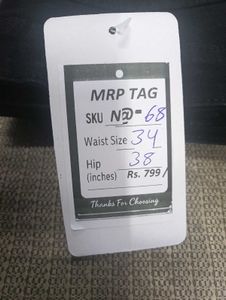 MRP TAG
SKU N@-68
Waist Size 34
Hip 38
(inches) Rs. 799/
Thanks For Choosing